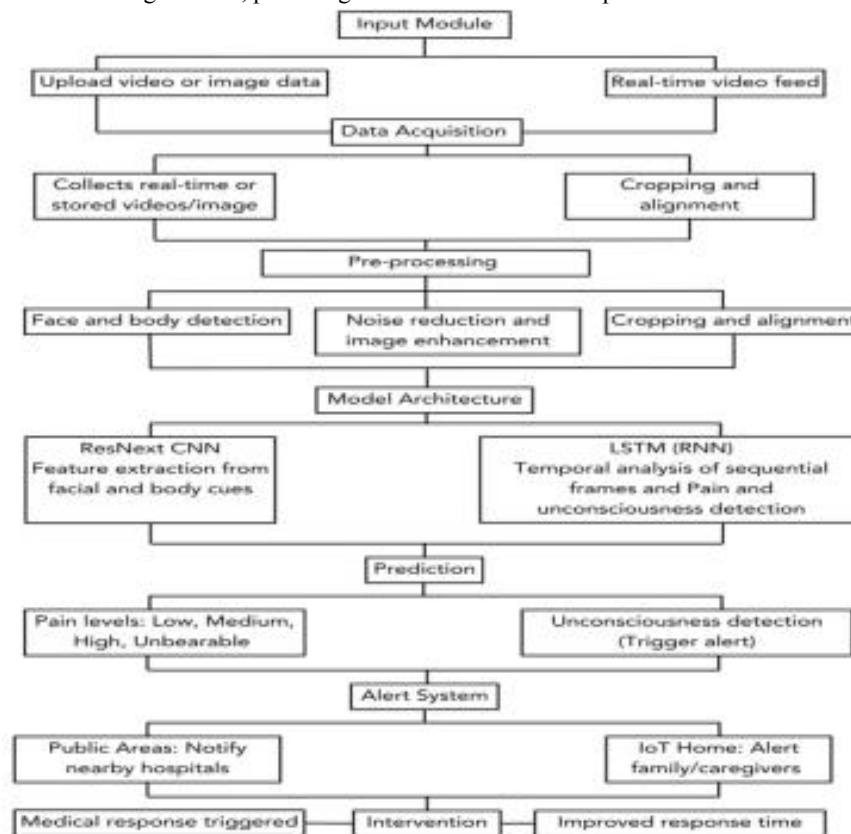 Input Module
Upload video or image data
Real-time video feed
Data Acquisition
Collects real-time or
stored videos/image
Cropping and
alignment
Pre-processing
Face and body detection
Noise reduction and
image enhancement
Cropping and alignment
Model Architecture
ResNext CNN
Feature extraction from
facial and body cues
LSTM (RNN)
Temporal analysis of sequential
frames and Pain and
unconsciousness detection
Prediction
Pain levels: Low, Medium,
High, Unbearable
Unconsciousness detection
(Trigger alert)
Alert System
Public Areas: Notify
nearby hospitals
IoT Home: Alert
family/caregivers
Medical response triggered
Intervention
Improved response time